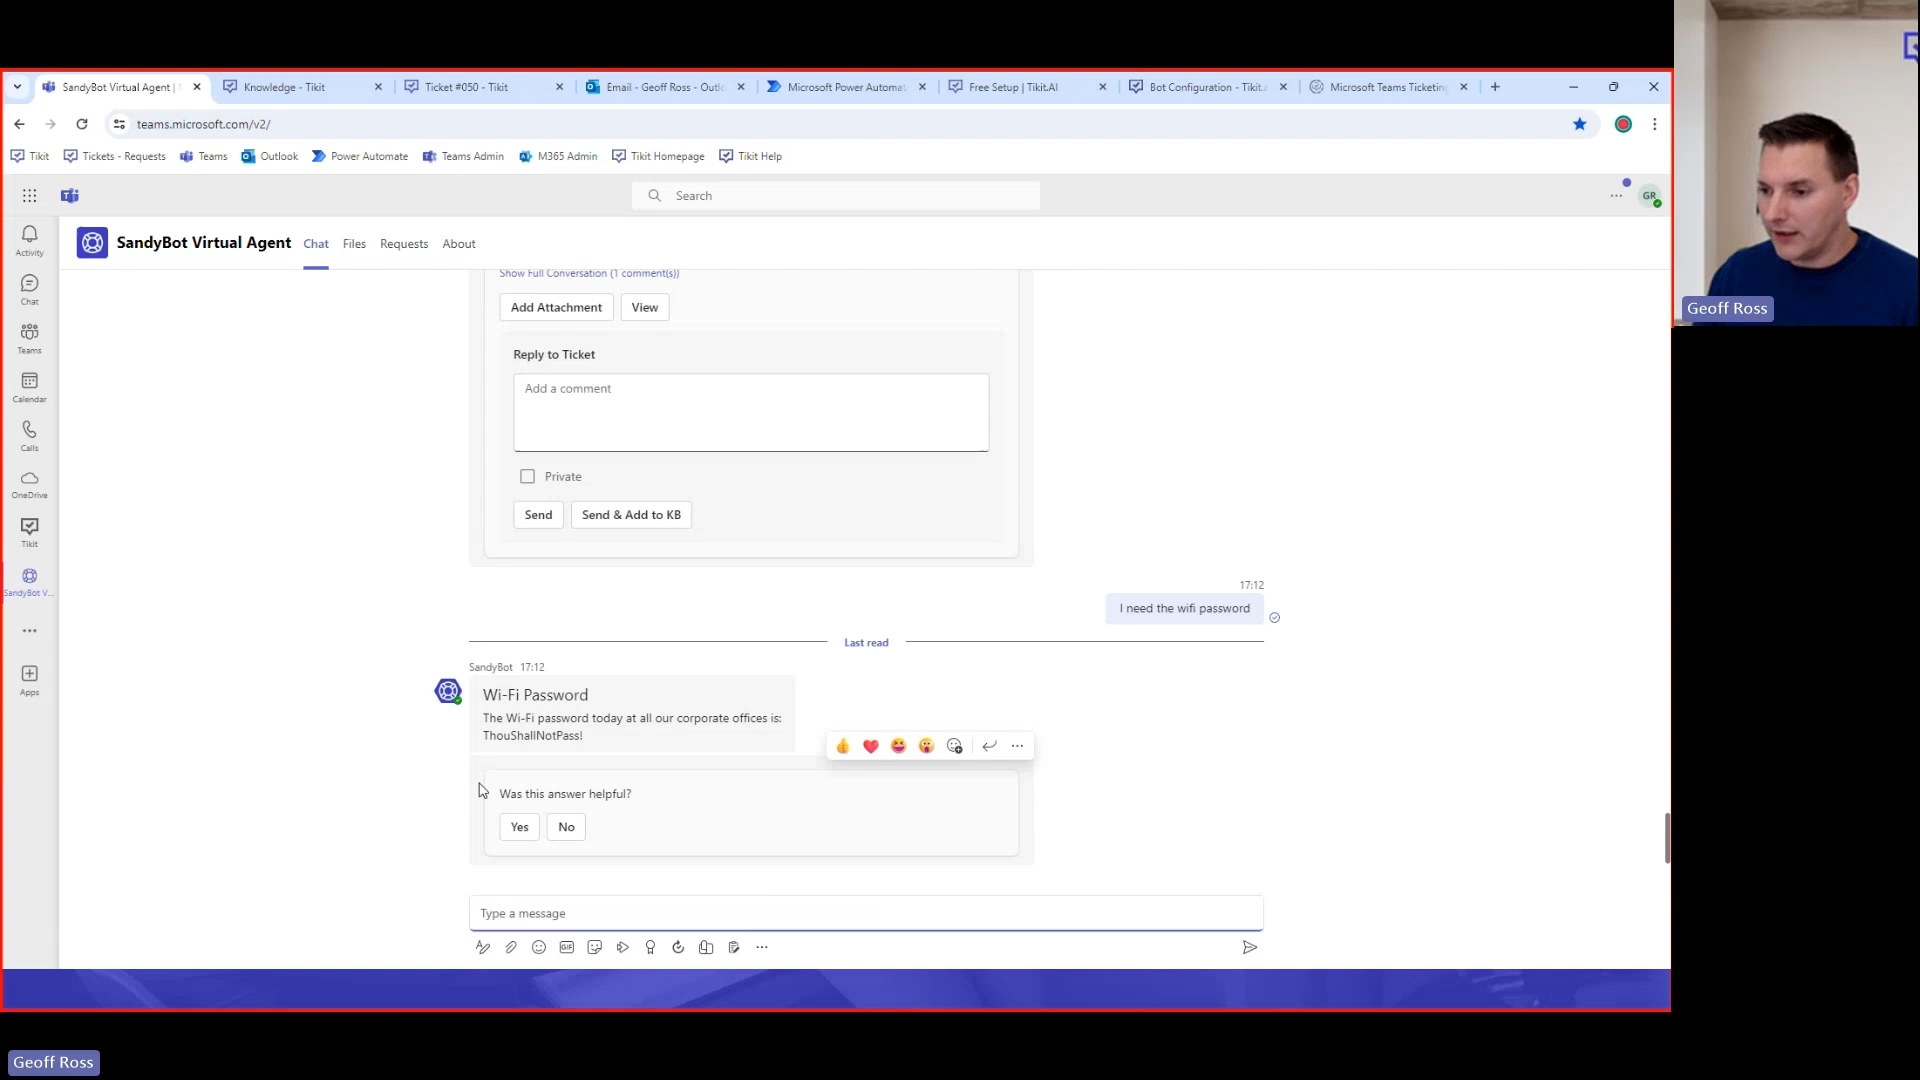 SandyBot Virtual Agent |
Knowledge - Tikit
Ticket #050 - Tikit
Email - Geoff Ross - Outlo
Microsoft Power Automat
Free Setup | Tikit.AI
Bot Configuration - Tikit.a
Microsoft Teams Ticketing
teams.microsoft.com/v2/
Tikit
Tickets - Requests
Teams
Outlook
Power Automate
Teams Admin
M365 Admin
Tikit Homepage
Tikit Help
Search
GR
Geoff Ross
Activity
Chat
Teams
Calendar
Calls
OneDrive
Tikit
SandyBot V...
Apps
SandyBot Virtual Agent
Chat
Files
Requests
About
Show Full Conversation (1 comment(s))
Add Attachment
View
Reply to Ticket
Add a comment
Private
Send
Send & Add to KB
17:12
I need the wifi password
Last read
SandyBot 17:12
Wi-Fi Password
The Wi-Fi password today at all our corporate offices is:
ThouShallNotPass!
Was this answer helpful?
Yes
No
Type a message
GIF
Geoff Ross